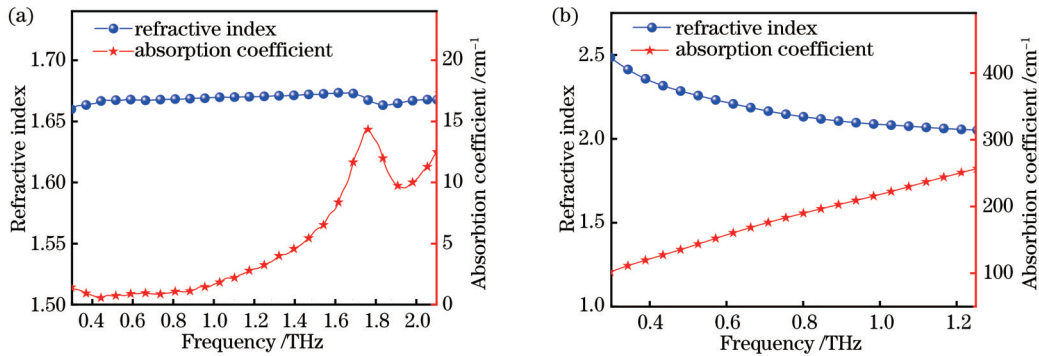 (a)
refractive index
absorption coefficient
Refractive index
1.70
1.65
1.60
1.55
1.50
20
15
10
5
0
Absorbtion coefficient /cm⁻¹
0.4 0.6 0.8 1.0 1.2 1.4 1.6 1.8 2.0
Frequency /THz
(b)
refractive index
absorption coefficient
Refractive index
2.5
2.0
1.5
1.0
400
300
200
100
Absorbtion coefficient /cm⁻¹
0.4 0.6 0.8 1.0 1.2
Frequency /THz